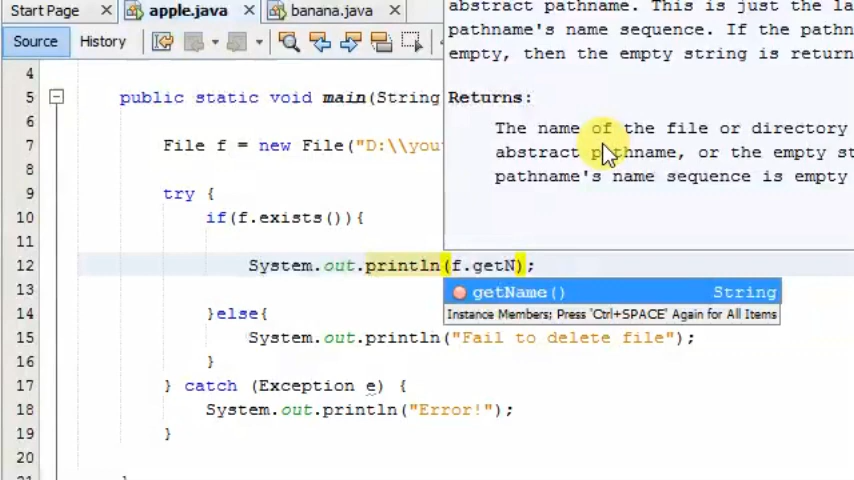 Start Page apple.java banana.java
abstract pathname. This is just the la
Source History
pathname's name sequence. If the pathn
empty, then the empty string is return
4
5 public static void main(String
Returns:
6
The name of the file or directory
7 File f = new File("D:\\you
abstract pathname, or the empty st
8
pathname's name sequence is empty
9 try {
10 if(f.exists()){
11
12 System.out.println(f.getN);
13 getName() String
14 }else{
Instance Members; Press 'Ctrl+SPACE' Again for All Items
15 System.out.println("Fail to delete file");
16 }
17 } catch (Exception e) {
18 System.out.println("Error!");
19 }
20